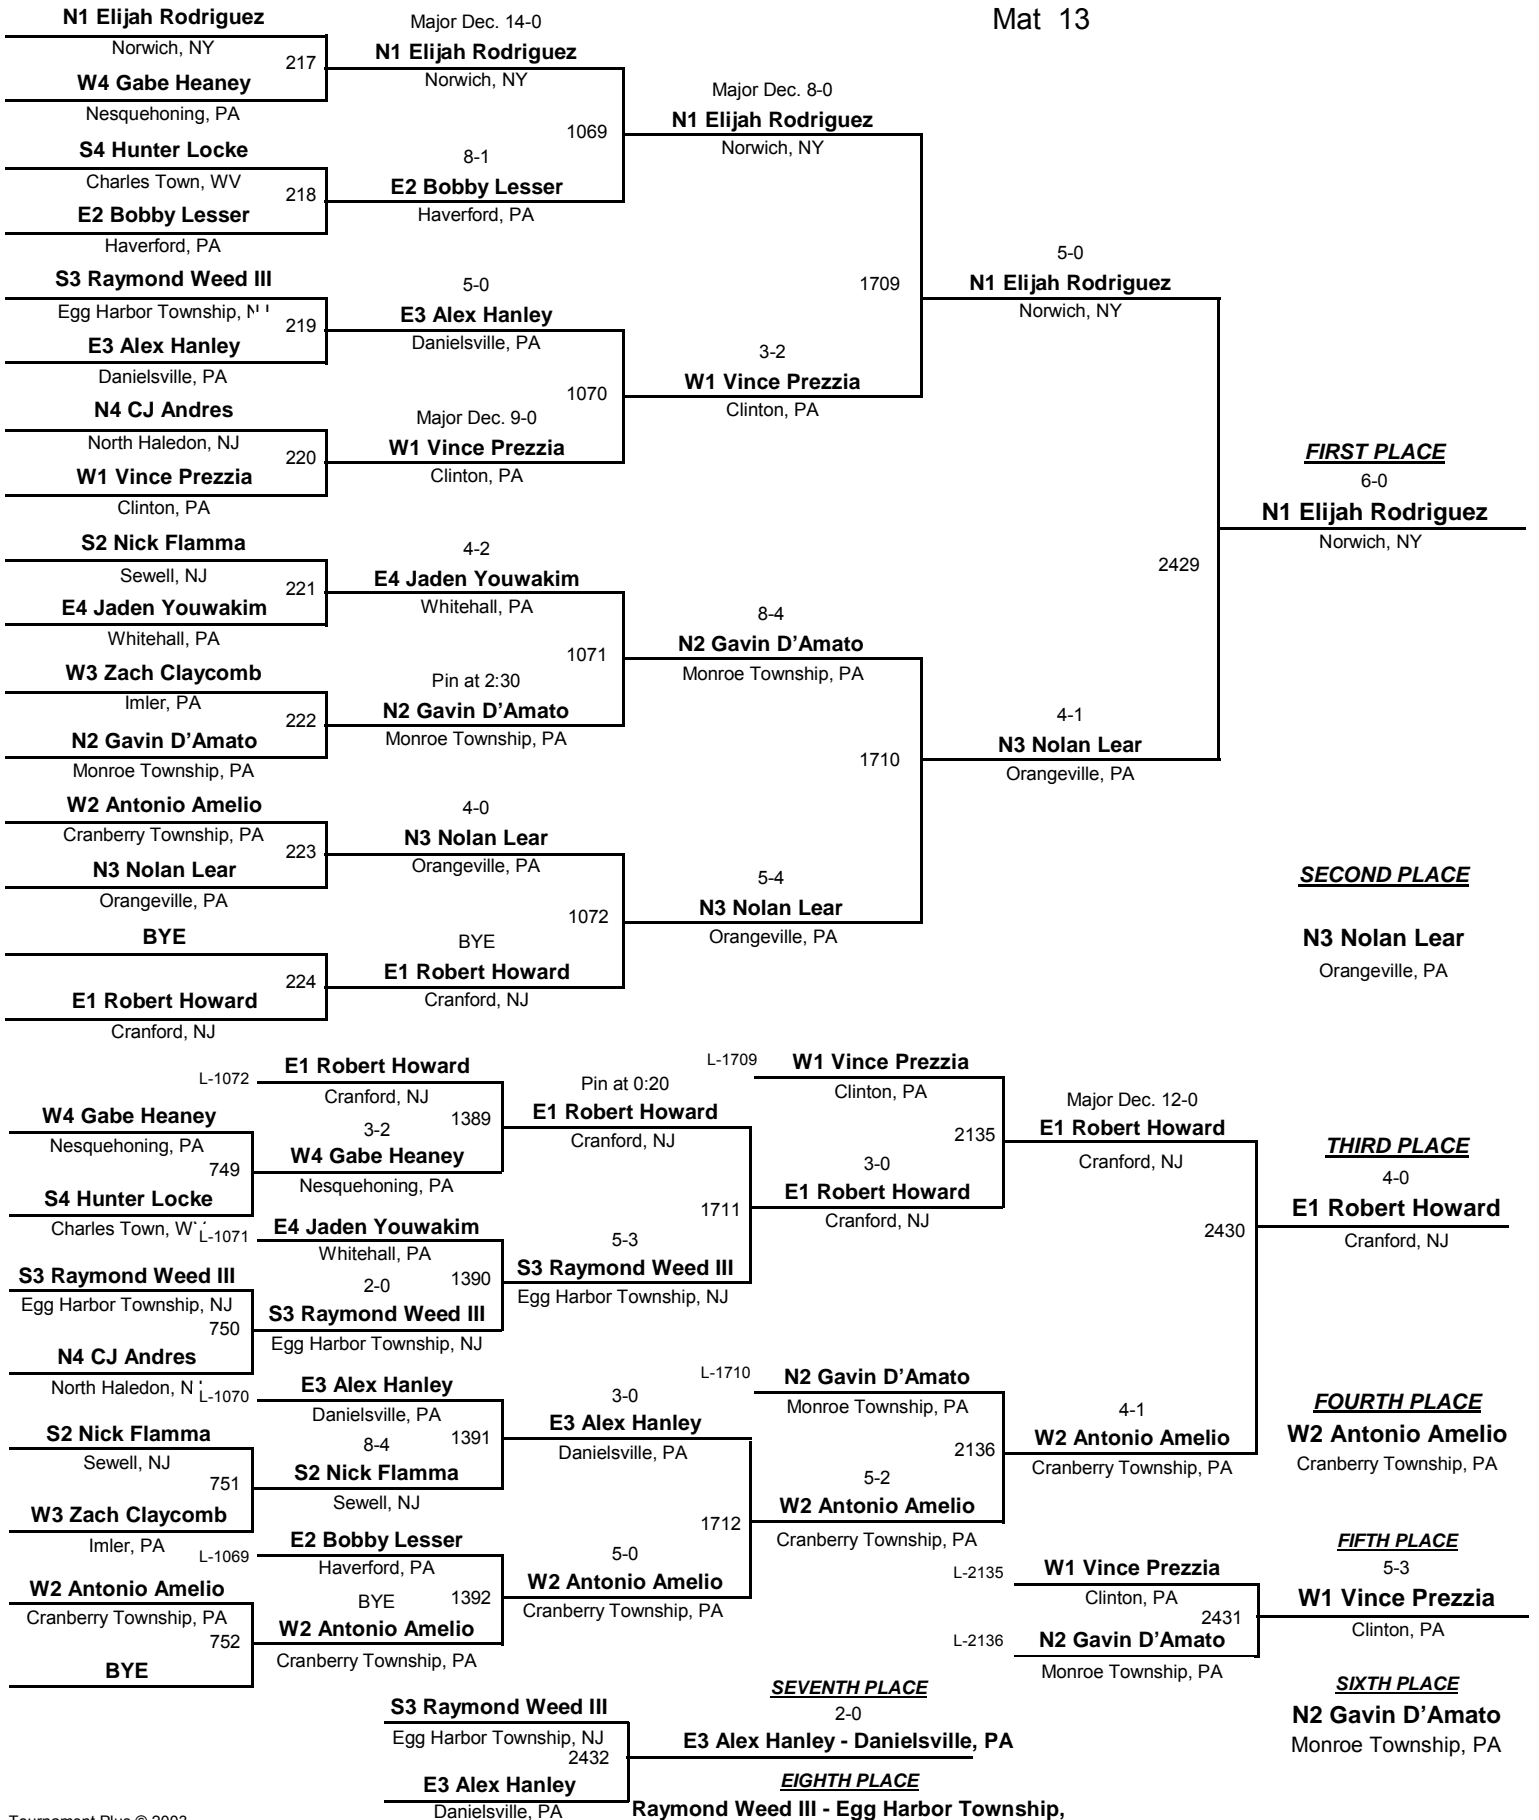 Mat 13
N1 Elijah Rodriguez
Norwich, NY
217
W4 Gabe Heaney
Nesquehoning, PA
S4 Hunter Locke
Charles Town, WV
218
E2 Bobby Lesser
Haverford, PA
S3 Raymond Weed III
Egg Harbor Township,
219
E3 Alex Hanley
Danielsville, PA
N4 CJ Andres
North Haledon, NJ
220
W1 Vince Prezzia
Clinton, PA
S2 Nick Flamma
Sewell, NJ
221
E4 Jaden Youwakim
Whitehall, PA
W3 Zach Claycomb
Imler, PA
222
N2 Gavin D’Amato
Monroe Township, PA
W2 Antonio Amelio
Cranberry Township, PA
223
N3 Nolan Lear
Orangeville, PA
BYE
224
E1 Robert Howard
Cranford, NJ
Major Dec. 14-0
N1 Elijah Rodriguez
Norwich, NY
1069
8-1
E2 Bobby Lesser
Haverford, PA
5-0
E3 Alex Hanley
Danielsville, PA
1070
Major Dec. 9-0
W1 Vince Prezzia
Clinton, PA
4-2
E4 Jaden Youwakim
Whitehall, PA
1071
Pin at 2:30
N2 Gavin D’Amato
Monroe Township, PA
4-0
N3 Nolan Lear
Orangeville, PA
1072
BYE
E1 Robert Howard
Cranford, NJ
Major Dec. 8-0
N1 Elijah Rodriguez
Norwich, NY
1709
3-2
W1 Vince Prezzia
Clinton, PA
8-4
N2 Gavin D’Amato
Monroe Township, PA
1710
5-4
N3 Nolan Lear
Orangeville, PA
5-0
N1 Elijah Rodriguez
Norwich, NY
2429
4-1
N3 Nolan Lear
Orangeville, PA
FIRST PLACE
6-0
N1 Elijah Rodriguez
Norwich, NY
SECOND PLACE
N3 Nolan Lear
Orangeville, PA
L-1072
E1 Robert Howard
Cranford, NJ
1389
W4 Gabe Heaney
Nesquehoning, PA
749
S4 Hunter Locke
Charles Town,
3-2
W4 Gabe Heaney
Nesquehoning, PA
L-1071
E4 Jaden Youwakim
Whitehall, PA
1390
S3 Raymond Weed III
Egg Harbor Township, NJ
750
N4 CJ Andres
North Haledon,
2-0
S3 Raymond Weed III
Egg Harbor Township, NJ
L-1070
E3 Alex Hanley
Danielsville, PA
1391
S2 Nick Flamma
Sewell, NJ
751
W3 Zach Claycomb
Imler, PA
8-4
S2 Nick Flamma
Sewell, NJ
L-1069
E2 Bobby Lesser
Haverford, PA
1392
W2 Antonio Amelio
Cranberry Township, PA
752
BYE
BYE
W2 Antonio Amelio
Cranberry Township, PA
Pin at 0:20
E1 Robert Howard
Cranford, NJ
1711
5-3
S3 Raymond Weed III
Egg Harbor Township, NJ
3-0
E3 Alex Hanley
Danielsville, PA
1712
5-0
W2 Antonio Amelio
Cranberry Township, PA
L-1709
W1 Vince Prezzia
Clinton, PA
2135
3-0
E1 Robert Howard
Cranford, NJ
L-1710
N2 Gavin D’Amato
Monroe Township, PA
2136
5-2
W2 Antonio Amelio
Cranberry Township, PA
Major Dec. 12-0
E1 Robert Howard
Cranford, NJ
2430
4-1
W2 Antonio Amelio
Cranberry Township, PA
THIRD PLACE
4-0
E1 Robert Howard
Cranford, NJ
FOURTH PLACE
W2 Antonio Amelio
Cranberry Township, PA
L-2135
W1 Vince Prezzia
Clinton, PA
2431
L-2136
N2 Gavin D’Amato
Monroe Township, PA
FIFTH PLACE
5-3
W1 Vince Prezzia
Clinton, PA
SIXTH PLACE
N2 Gavin D’Amato
Monroe Township, PA
S3 Raymond Weed III
Egg Harbor Township, NJ
2432
E3 Alex Hanley
Danielsville, PA
SEVENTH PLACE
2-0
E3 Alex Hanley - Danielsville, PA
EIGHTH PLACE
Raymond Weed III - Egg Harbor Township,
Tournament Plus © 2003